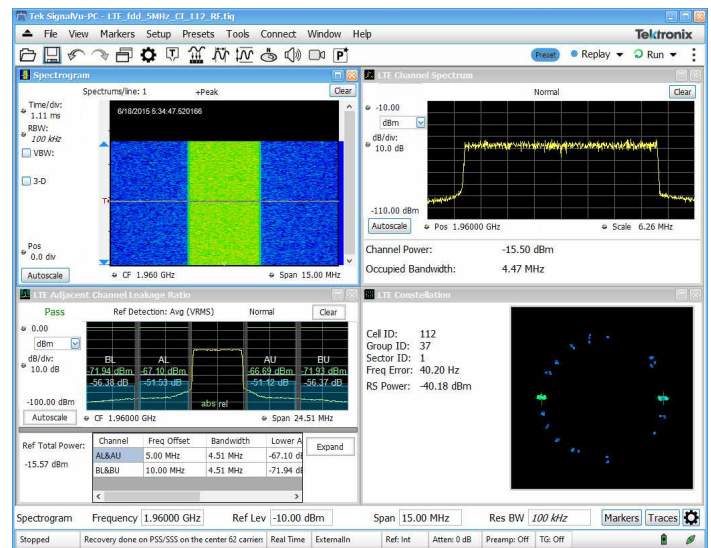 Tek SignalVu-PC - LTE_fdd_5MHz_CT_112_RF.tiq
File View Markers Setup Presets Tools Connect Window Help
Tektronix
Preset Replay Run
Spectrogram
Spectrums/line: 1 +Peak Clear
Time/div:
1.11 ms
RBW:
100 kHz
VBW:
3-D
6/18/2015 5:34:47.520166
T
Pos
0.0 div
Autoscale CF 1.960 GHz Span 15.00 MHz
LTE Channel Spectrum
Normal Clear
-10.00
dBm
dB/div:
10.0 dB
-110.00 dBm
Autoscale Pos 1.96000 GHz Scale 6.26 MHz
Channel Power: -15.50 dBm
Occupied Bandwidth: 4.47 MHz
LTE Adjacent Channel Leakage Ratio
Pass Ref Detection: Avg (VRMS) Normal Clear
0.00
dBm
dB/div:
10.0 dB
-100.00 dBm
BL AL AU BU
-71.94 dB -67.10 dB -66.69 dB -71.93 dB
-56.38 dB -51.53 dB -51.12 dB -56.37 dB
abs rel
Autoscale CF 1.96000 GHz Span 24.51 MHz
Ref Total Power:
-15.57 dBm
Channel Freq Offset Bandwidth Lower A
AL&AU 5.00 MHz 4.51 MHz -67.10 dB
BL&BU 10.00 MHz 4.51 MHz -71.94 dB
Expand
LTE Constellation
Cell ID: 112
Group ID: 37
Sector ID: 1
Freq Error: 40.20 Hz
RS Power: -40.18 dBm
Spectrogram Frequency 1.96000 GHz Ref Lev -10.00 dBm Span 15.00 MHz Res BW 100 kHz Markers Traces
Stopped Recovery done on PSS/SSS on the center 62 carriers Real Time ExternalIn Ref: Int Atten: 0 dB Preamp: Off TG: Off